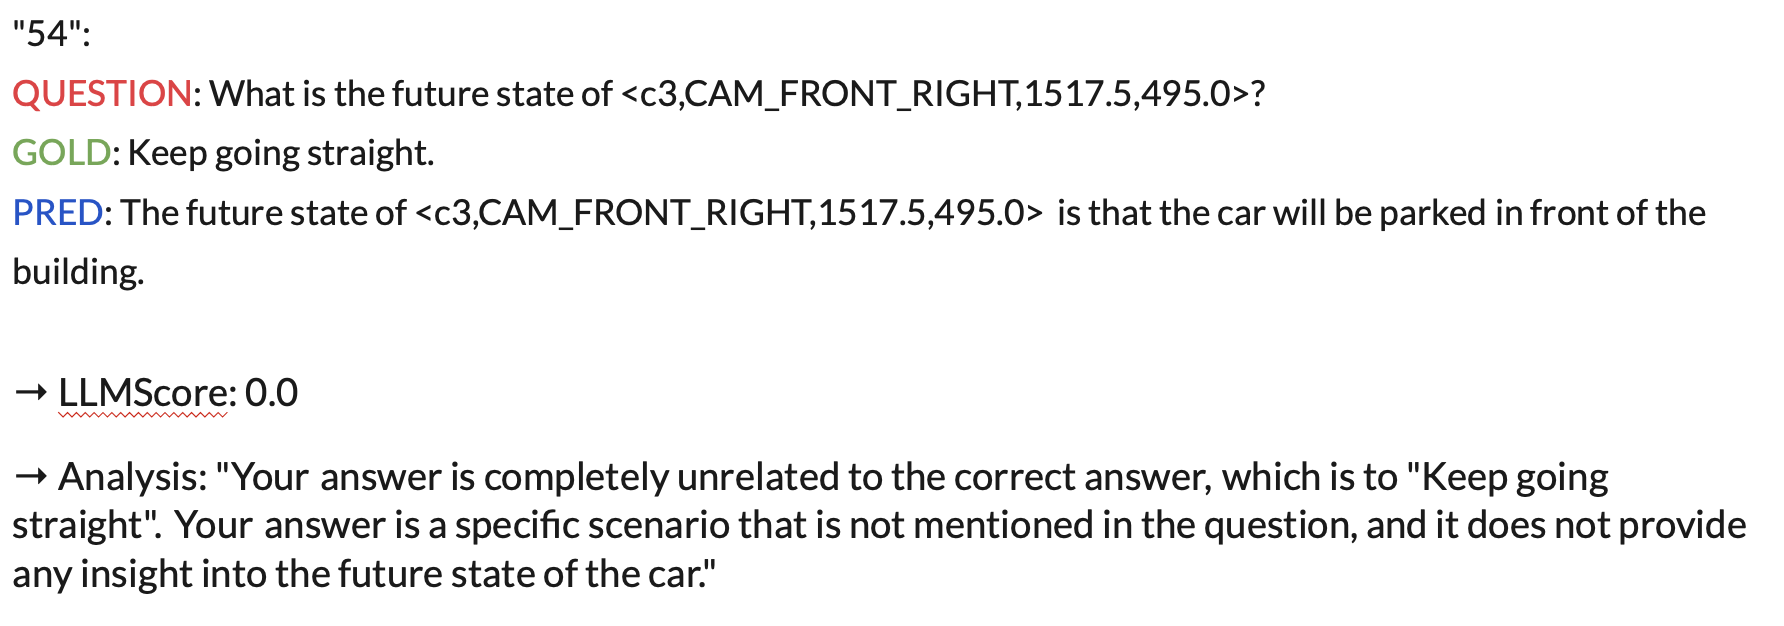 "54":
QUESTION: What is the future state of <c3,CAM_FRONT_RIGHT,1517.5,495.0>?
GOLD: Keep going straight.
PRED: The future state of <c3,CAM_FRONT_RIGHT,1517.5,495.0> is that the car will be parked in front of the
building.
→ LLMScore: 0.0
→ Analysis: "Your answer is completely unrelated to the correct answer, which is to "Keep going
straight". Your answer is a specific scenario that is not mentioned in the question, and it does not provide
any insight into the future state of the car."